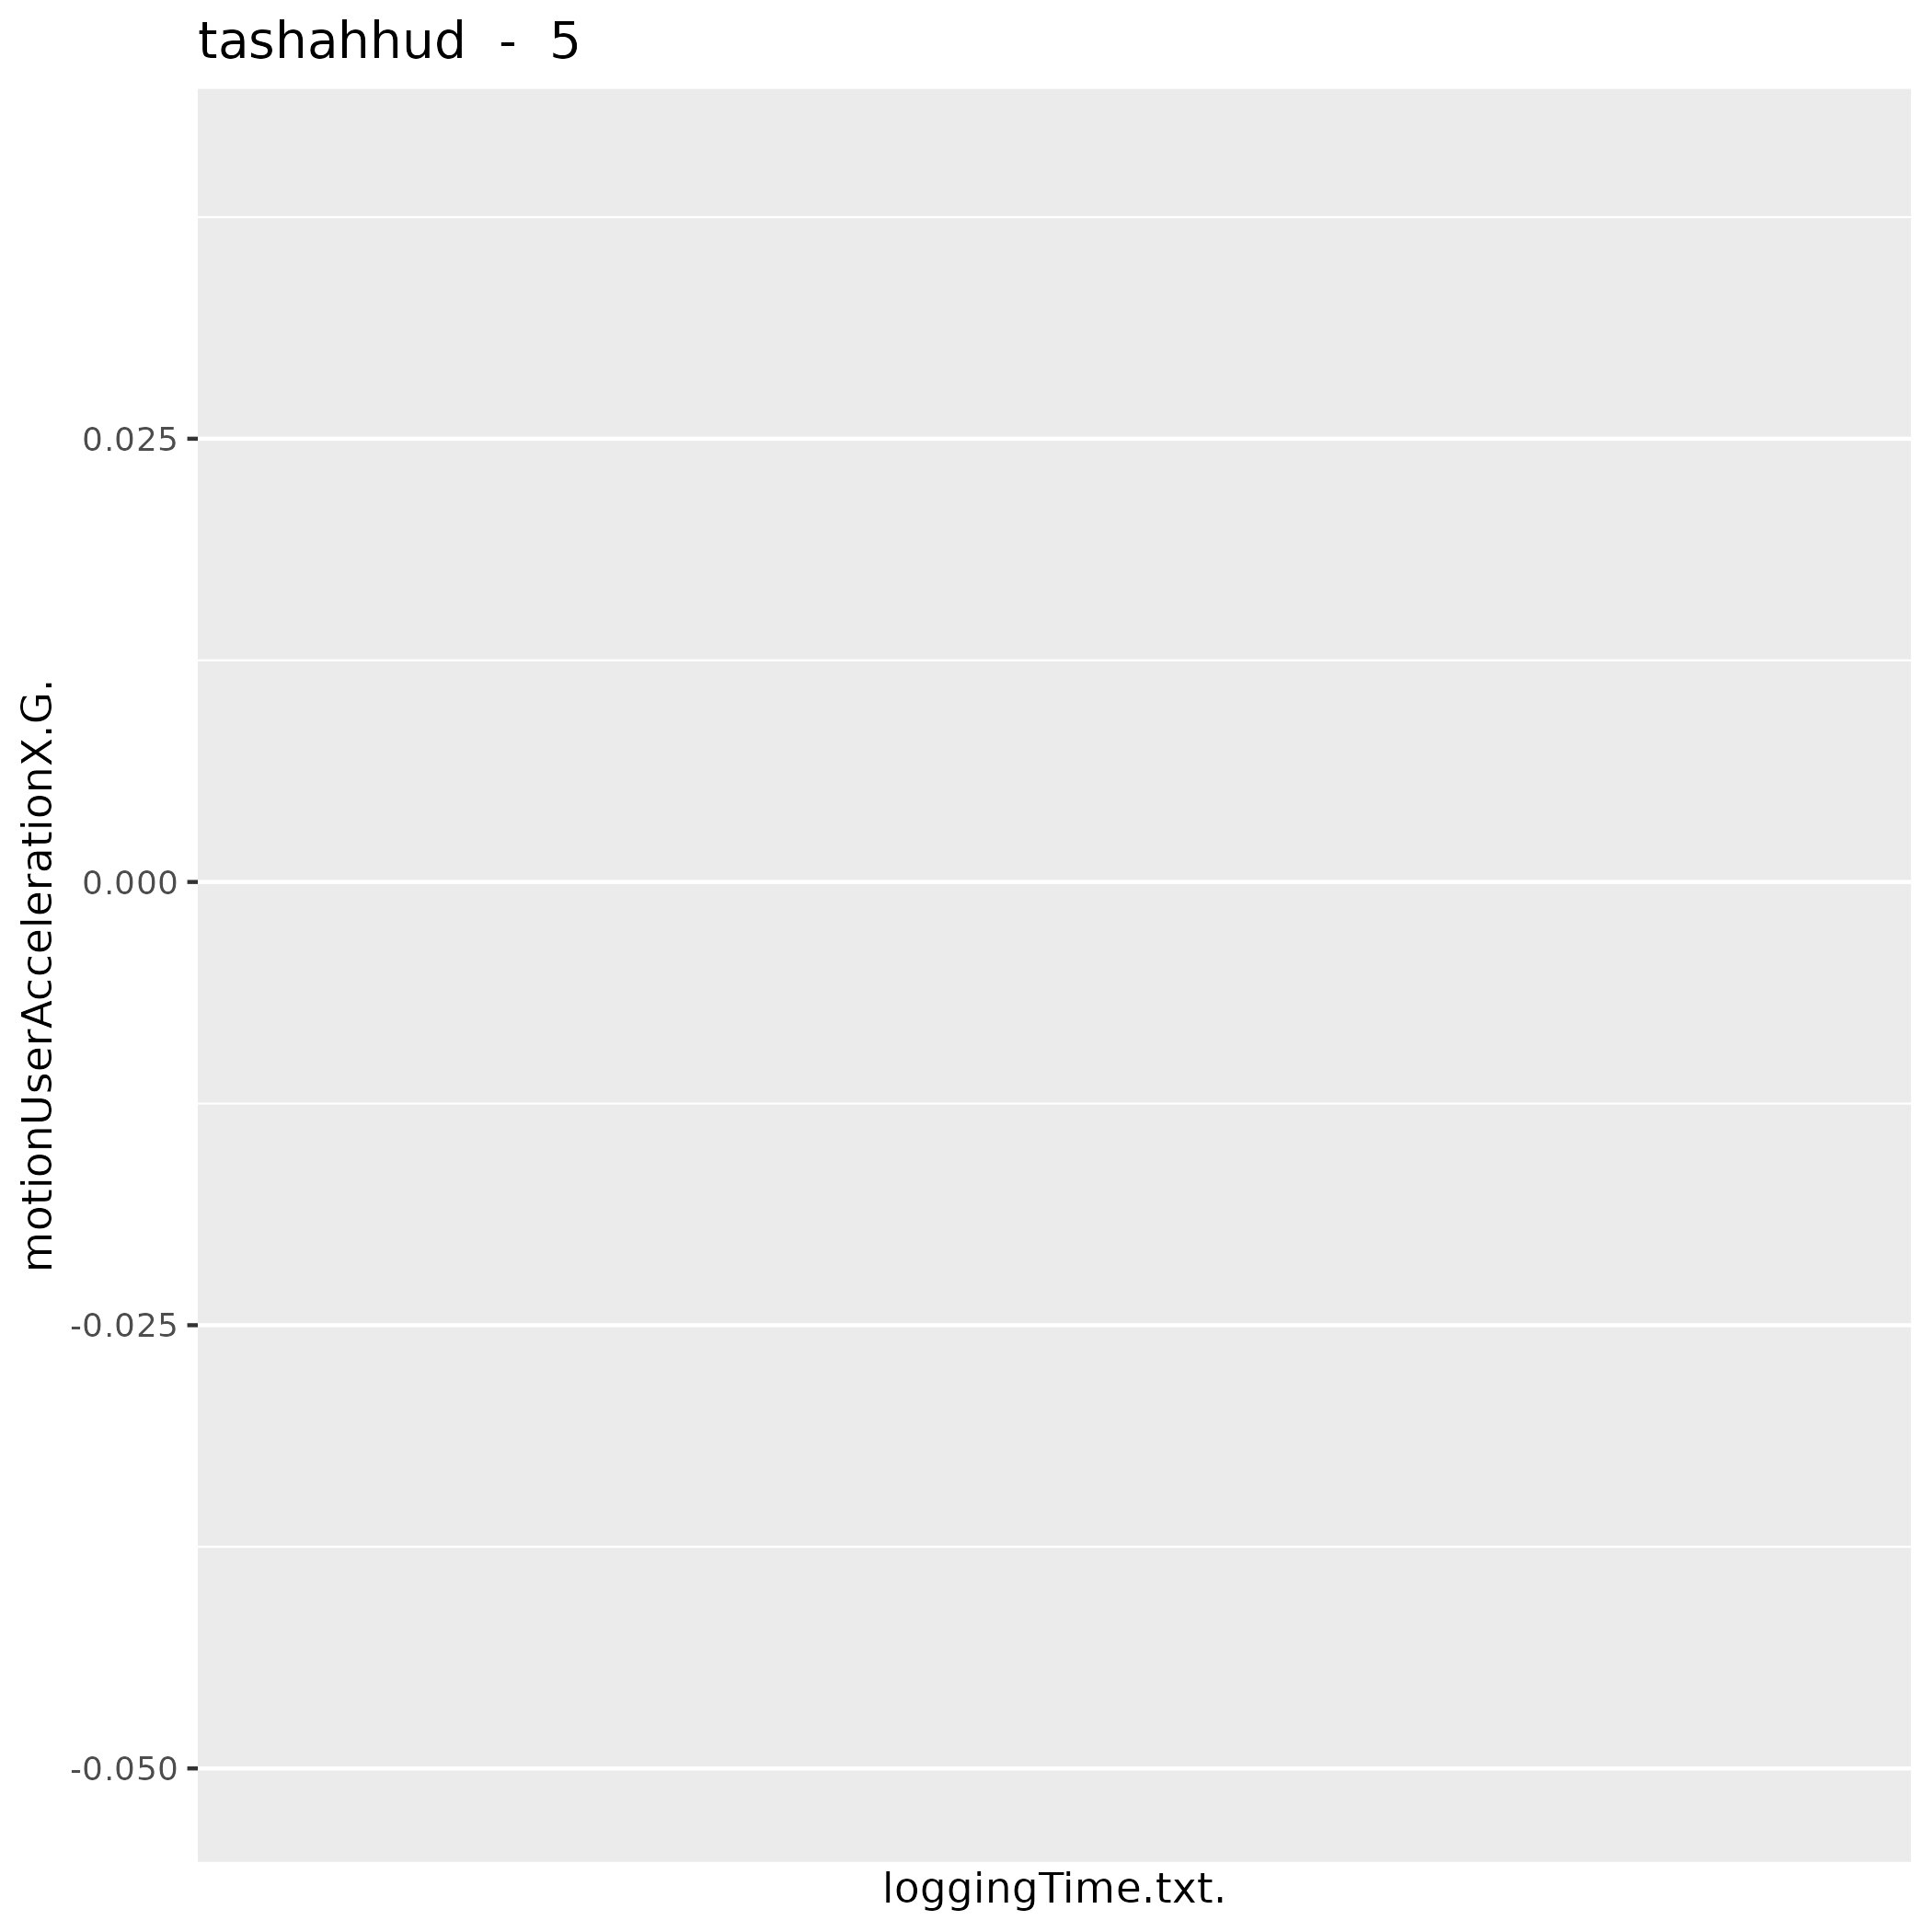 tashahhud - 5
motionUserAccelerationX.G.
0.025
0.000
-0.025
-0.050
loggingTime.txt.